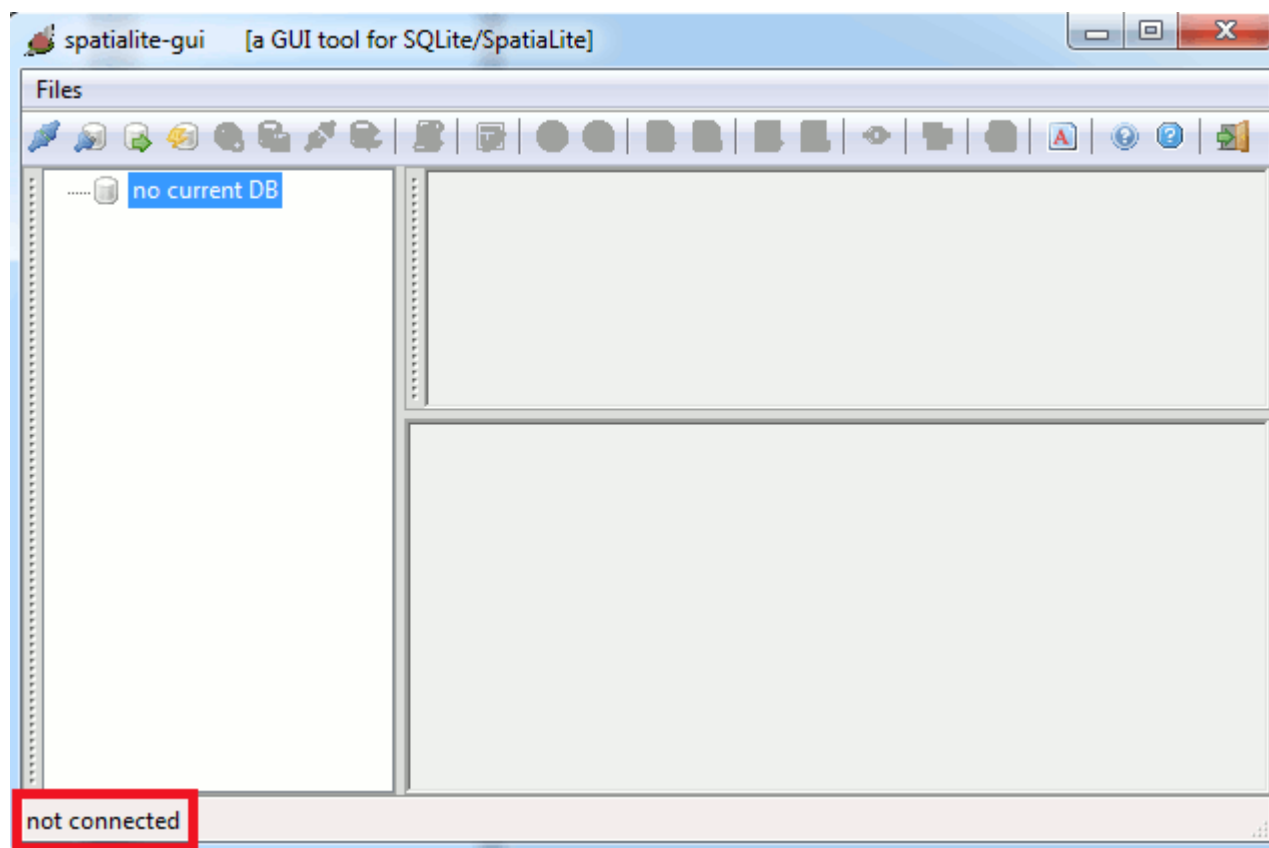 spatialite-gui [a GUI tool for SQLite/SpatiaLite]
Files
no current DB
not connected